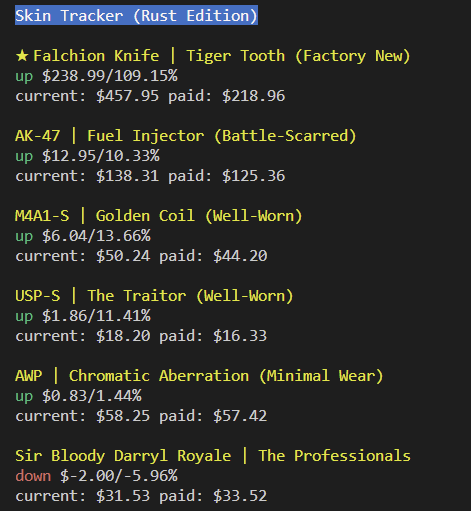 Skin Tracker (Rust Edition)
★ Falchion Knife | Tiger Tooth (Factory New)
up $238.99/109.15%
current: $457.95 paid: $218.96
AK-47 | Fuel Injector (Battle-Scarred)
up $12.95/10.33%
current: $138.31 paid: $125.36
M4A1-S | Golden Coil (Well-Worn)
up $6.04/13.66%
current: $50.24 paid: $44.20
USP-S | The Traitor (Well-Worn)
up $1.86/11.41%
current: $18.20 paid: $16.33
AWP | Chromatic Aberration (Minimal Wear)
up $0.83/1.44%
current: $58.25 paid: $57.42
Sir Bloody Darryl Royale | The Professionals
down $-2.00/-5.96%
current: $31.53 paid: $33.52